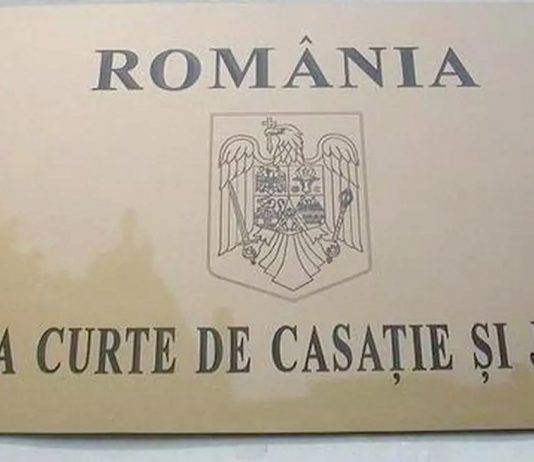 ROMÂNIA
A CURTE DE CASAȚIE ȘI